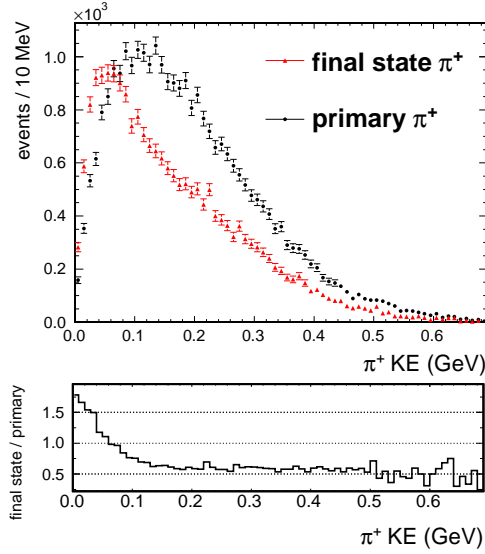 ×10³
events / 10 MeV
1.0
0.8
0.6
0.4
0.2
0.0
final state π⁺
primary π⁺
0.0 0.1 0.2 0.3 0.4 0.5 0.6
π⁺ KE (GeV)
final state / primary
1.5
1.0
0.5
0.0 0.1 0.2 0.3 0.4 0.5 0.6
π⁺ KE (GeV)